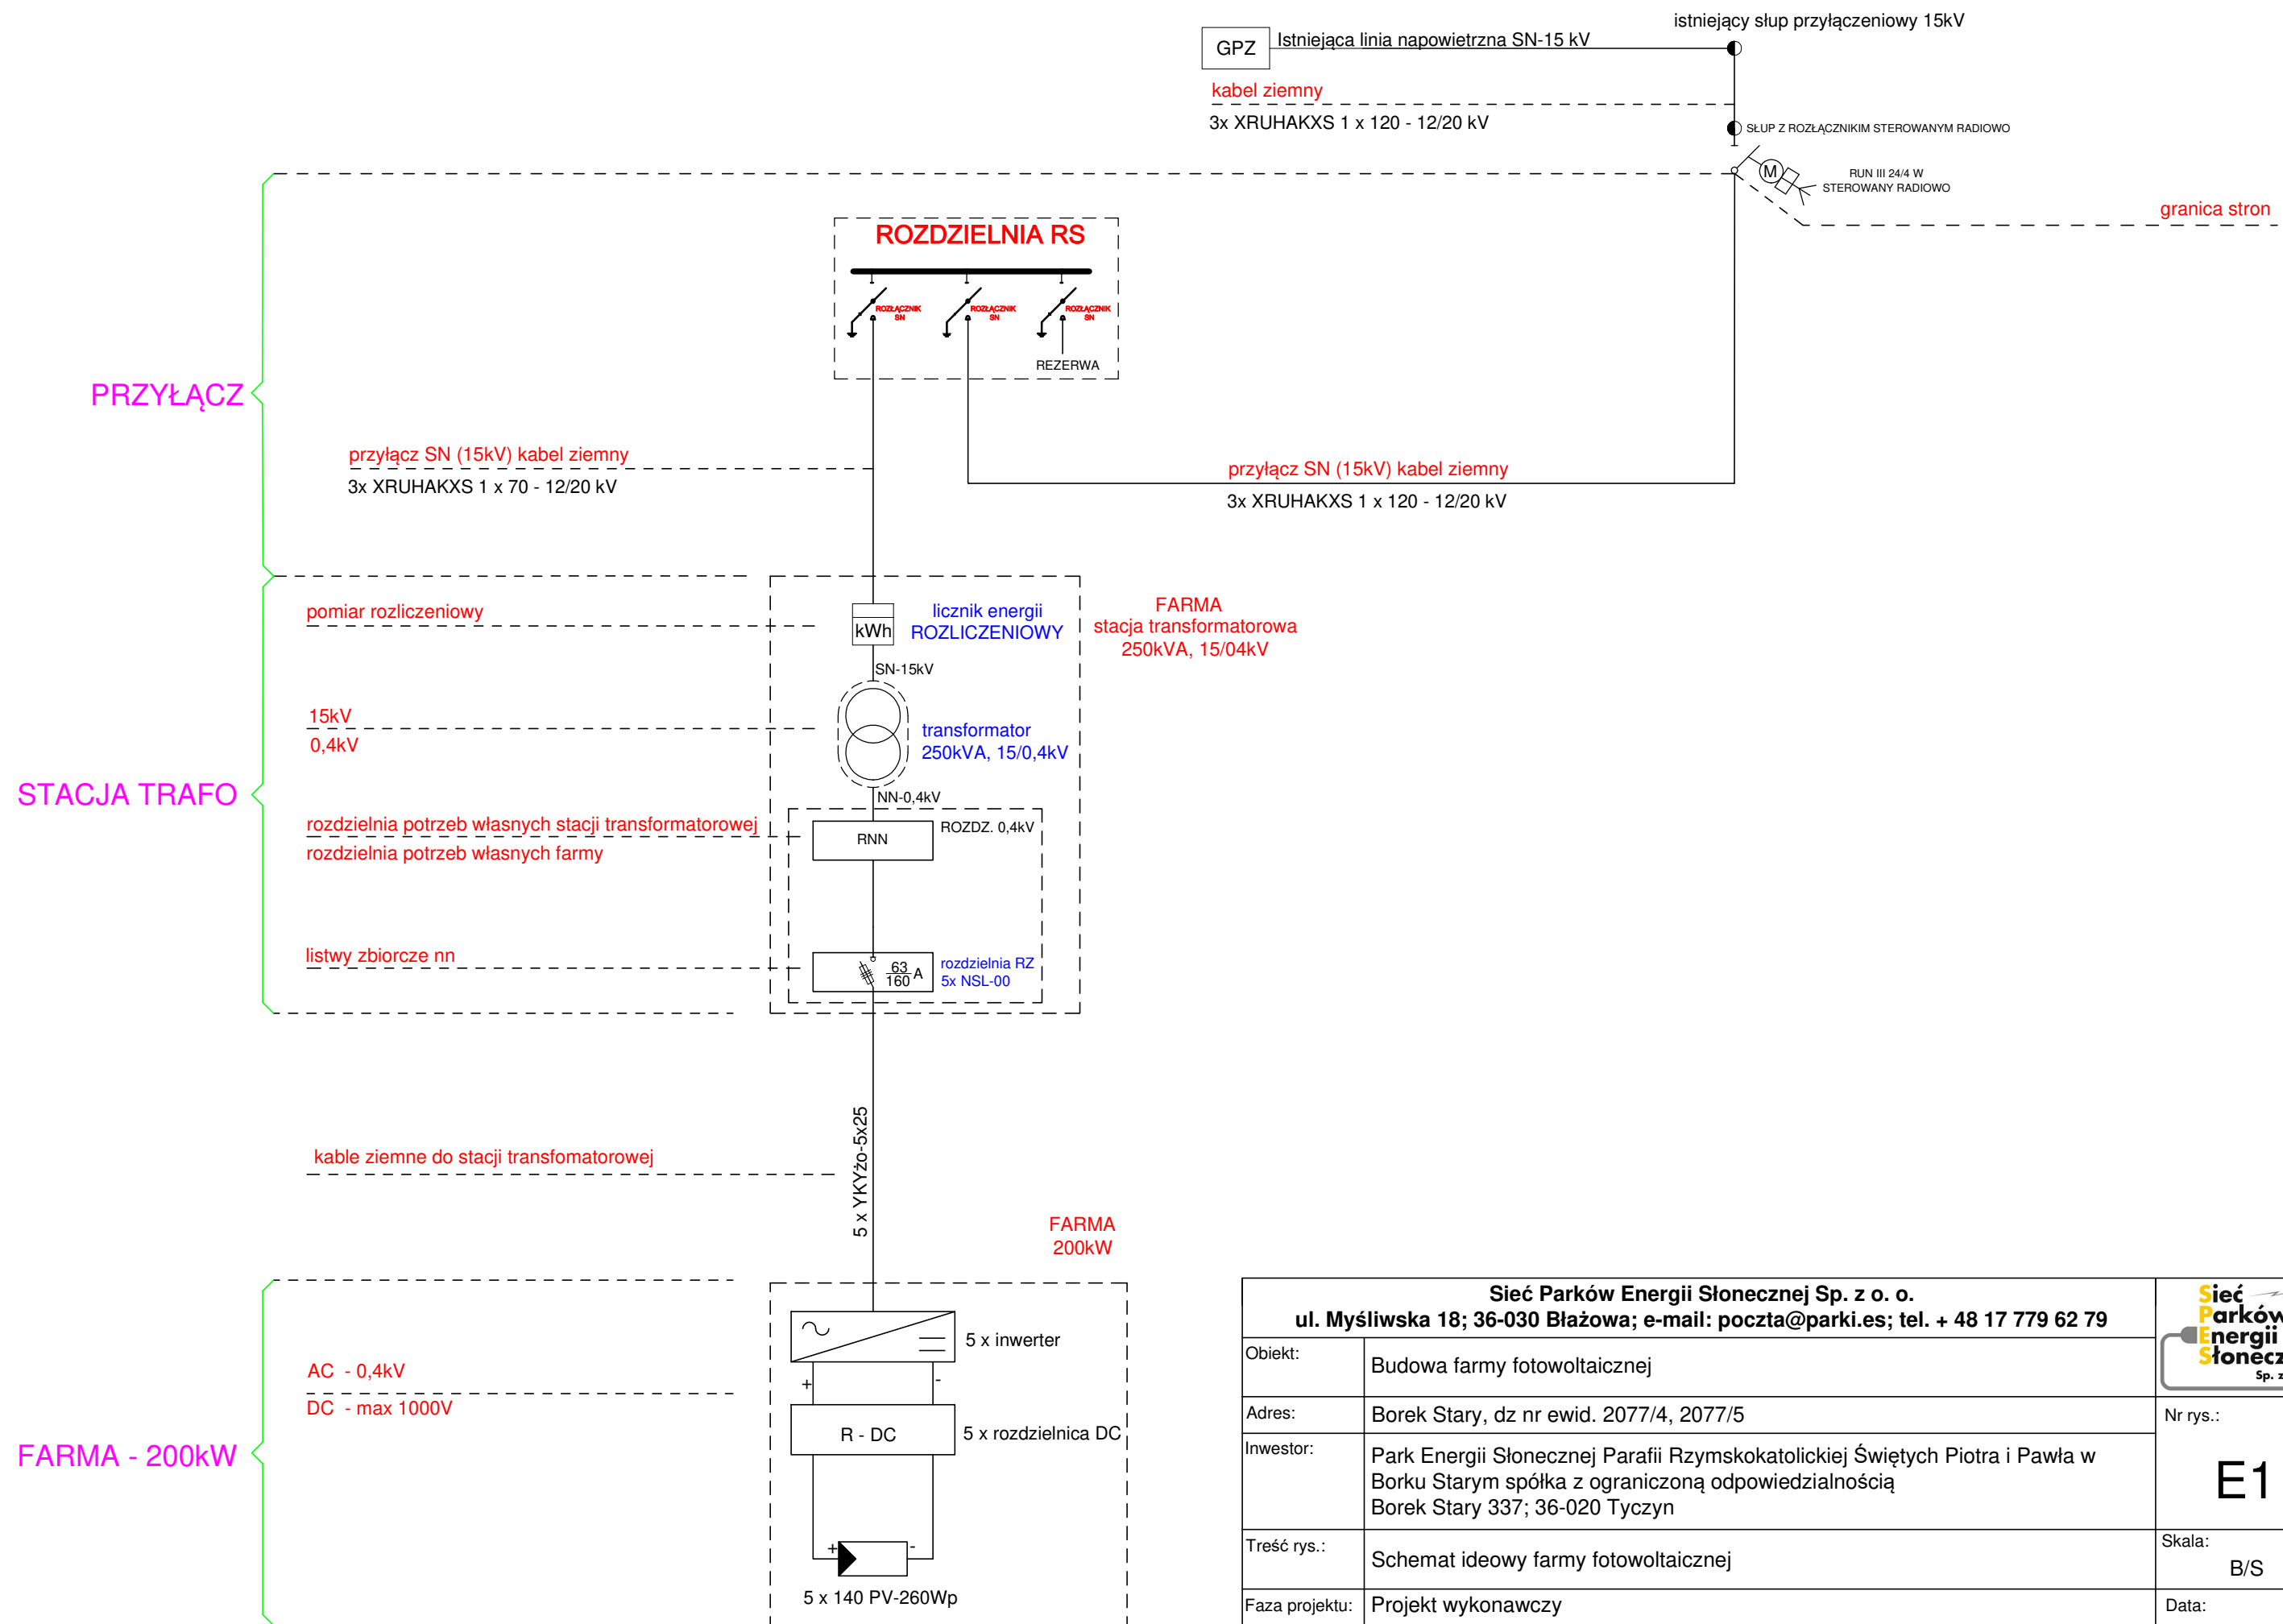 istniejący słup przyłączeniowy 15kV
GPZ
Istniejąca linia napowietrzna SN-15 kV
kabel ziemny
3x XRUHAKXS 1 x 120 - 12/20 kV
SŁUP Z ROZŁĄCZNIKIM STEROWANYM RADIOWO
M
RUN III 24/4 W
STEROWANY RADIOWO
granica stron
ROZDZIELNIA RS
ROZŁĄCZNIK
SN
ROZŁĄCZNIK
SN
ROZŁĄCZNIK
SN
REZERWA
PRZYŁĄCZ
przyłącz SN (15kV) kabel ziemny
3x XRUHAKXS 1 x 70 - 12/20 kV
przyłącz SN (15kV) kabel ziemny
3x XRUHAKXS 1 x 120 - 12/20 kV
pomiar rozliczeniowy
kWh
licznik energii
ROZLICZENIOWY
FARMA
stacja transformatorowa
250kVA, 15/04kV
SN-15kV
15kV
0,4kV
transformator
250kVA, 15/0,4kV
STACJA TRAFO
NN-0,4kV
rozdzielnia potrzeb własnych stacji transformatorowej
rozdzielnia potrzeb własnych farmy
RNN
ROZDZ. 0,4kV
listwy zbiorcze nn
63
160
A
rozdzielnia RZ
5x NSL-00
5 x YKYżo-5x25
kable ziemne do stacji transfomatorowej
FARMA
200kW
5 x inwerter
AC - 0,4kV
DC - max 1000V
+ -
R - DC
5 x rozdzielnica DC
FARMA - 200kW
+ -
5 x 140 PV-260Wp
Sieć Parków Energii Słonecznej Sp. z o. o.
ul. Myśliwska 18; 36-030 Błażowa; e-mail: poczta@parki.es; tel. + 48 17 779 62 79
Sieć
Parków
Energii
Słonecz
Sp. z
Obiekt:
Budowa farmy fotowoltaicznej
Adres:
Borek Stary, dz nr ewid. 2077/4, 2077/5
Nr rys.:
E1
Inwestor:
Park Energii Słonecznej Parafii Rzymskokatolickiej Świętych Piotra i Pawła w
Borku Starym spółka z ograniczoną odpowiedzialnością
Borek Stary 337; 36-020 Tyczyn
Treść rys.:
Schemat ideowy farmy fotowoltaicznej
Skala:
B/S
Faza projektu:
Projekt wykonawczy
Data: